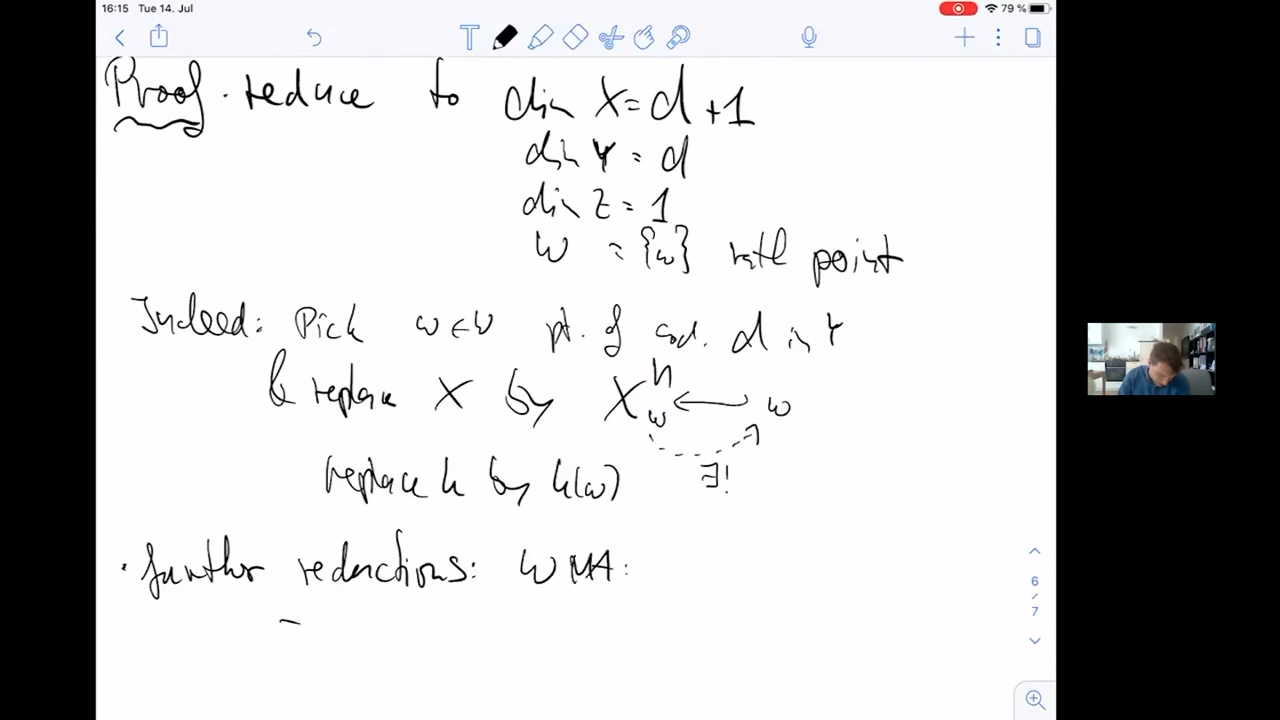 16:15 Tue 14. Jul
79 %
Proof. reduce to dim X = d+1
dim Y = d
dim Z = 1
W = {w} ratl point
Indeed: Pick w ∈ W pt. of cod. d in Y
& replace X by X_w^h ← w
replace k by k(w) ∃!
• further reductions: WMA:
6
/
7